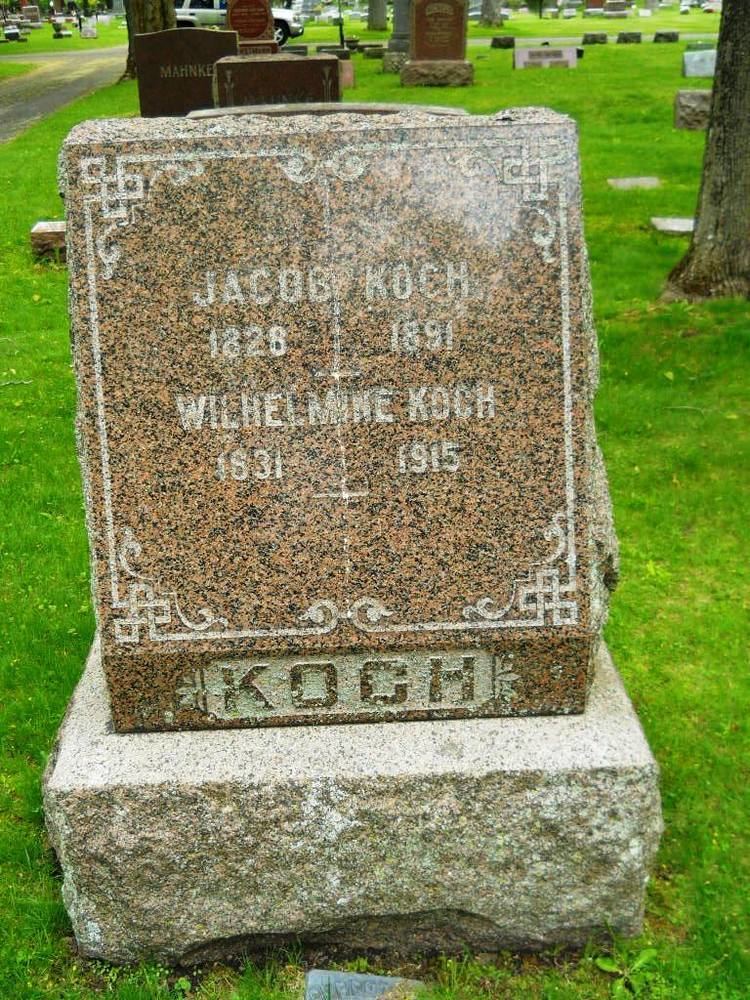 MAHNKE
JACOB KOCH
1828 1891
WILHELMINE KOCH
1831 1915
KOCH